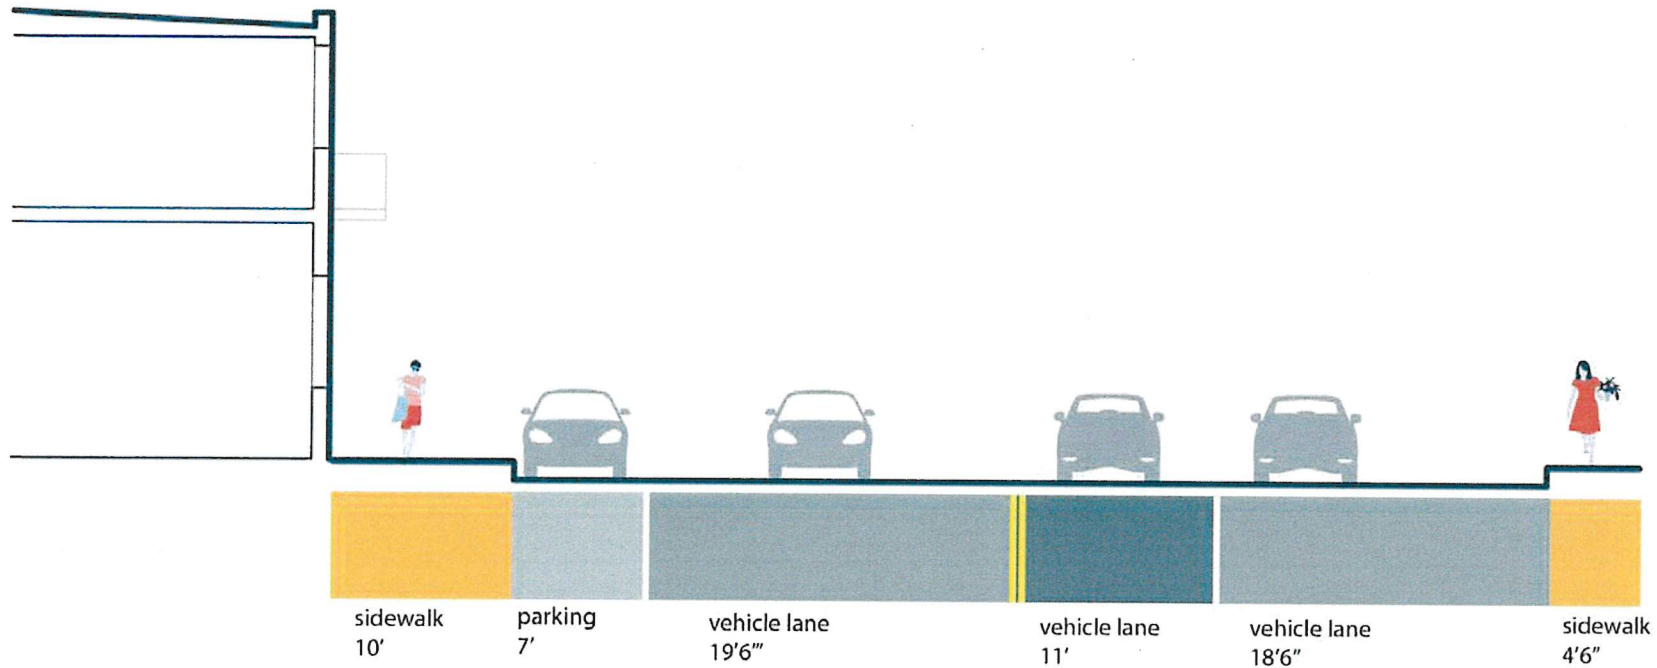 sidewalk
10'
parking
7'
vehicle lane
19'6'"
vehicle lane
11'
vehicle lane
18'6"
sidewalk
4'6"